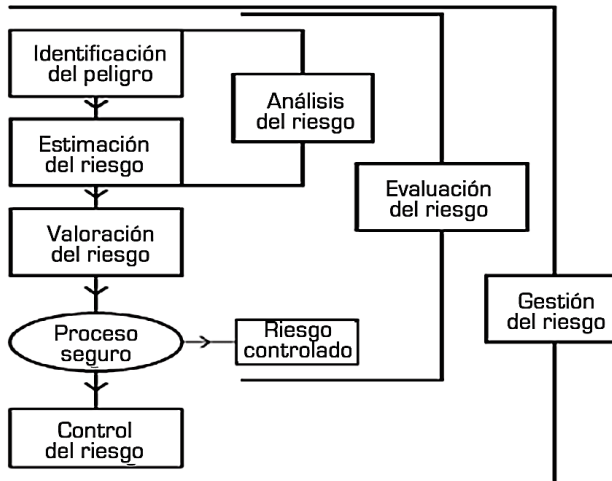 Identificación
del peligro
Análisis
del riesgo
Estimación
del riesgo
Evaluación
del riesgo
Valoración
del riesgo
Gestión
del riesgo
Proceso
seguro
Riesgo
controlado
Control
del riesgo